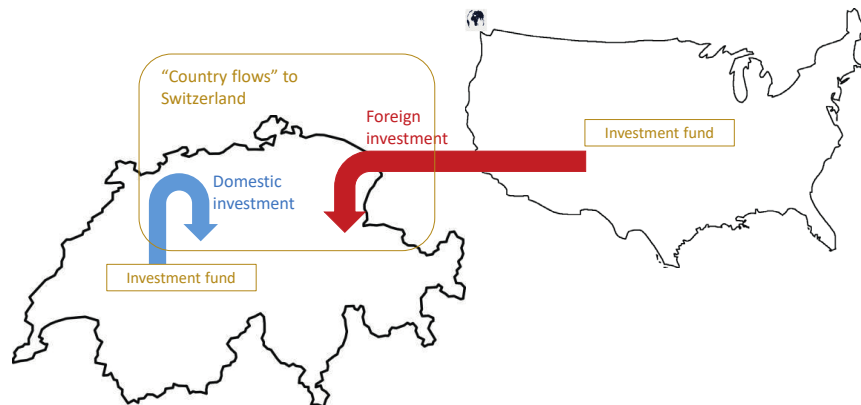 “Country flows” to
Switzerland
Foreign
investment
Investment fund
Domestic
investment
Investment fund